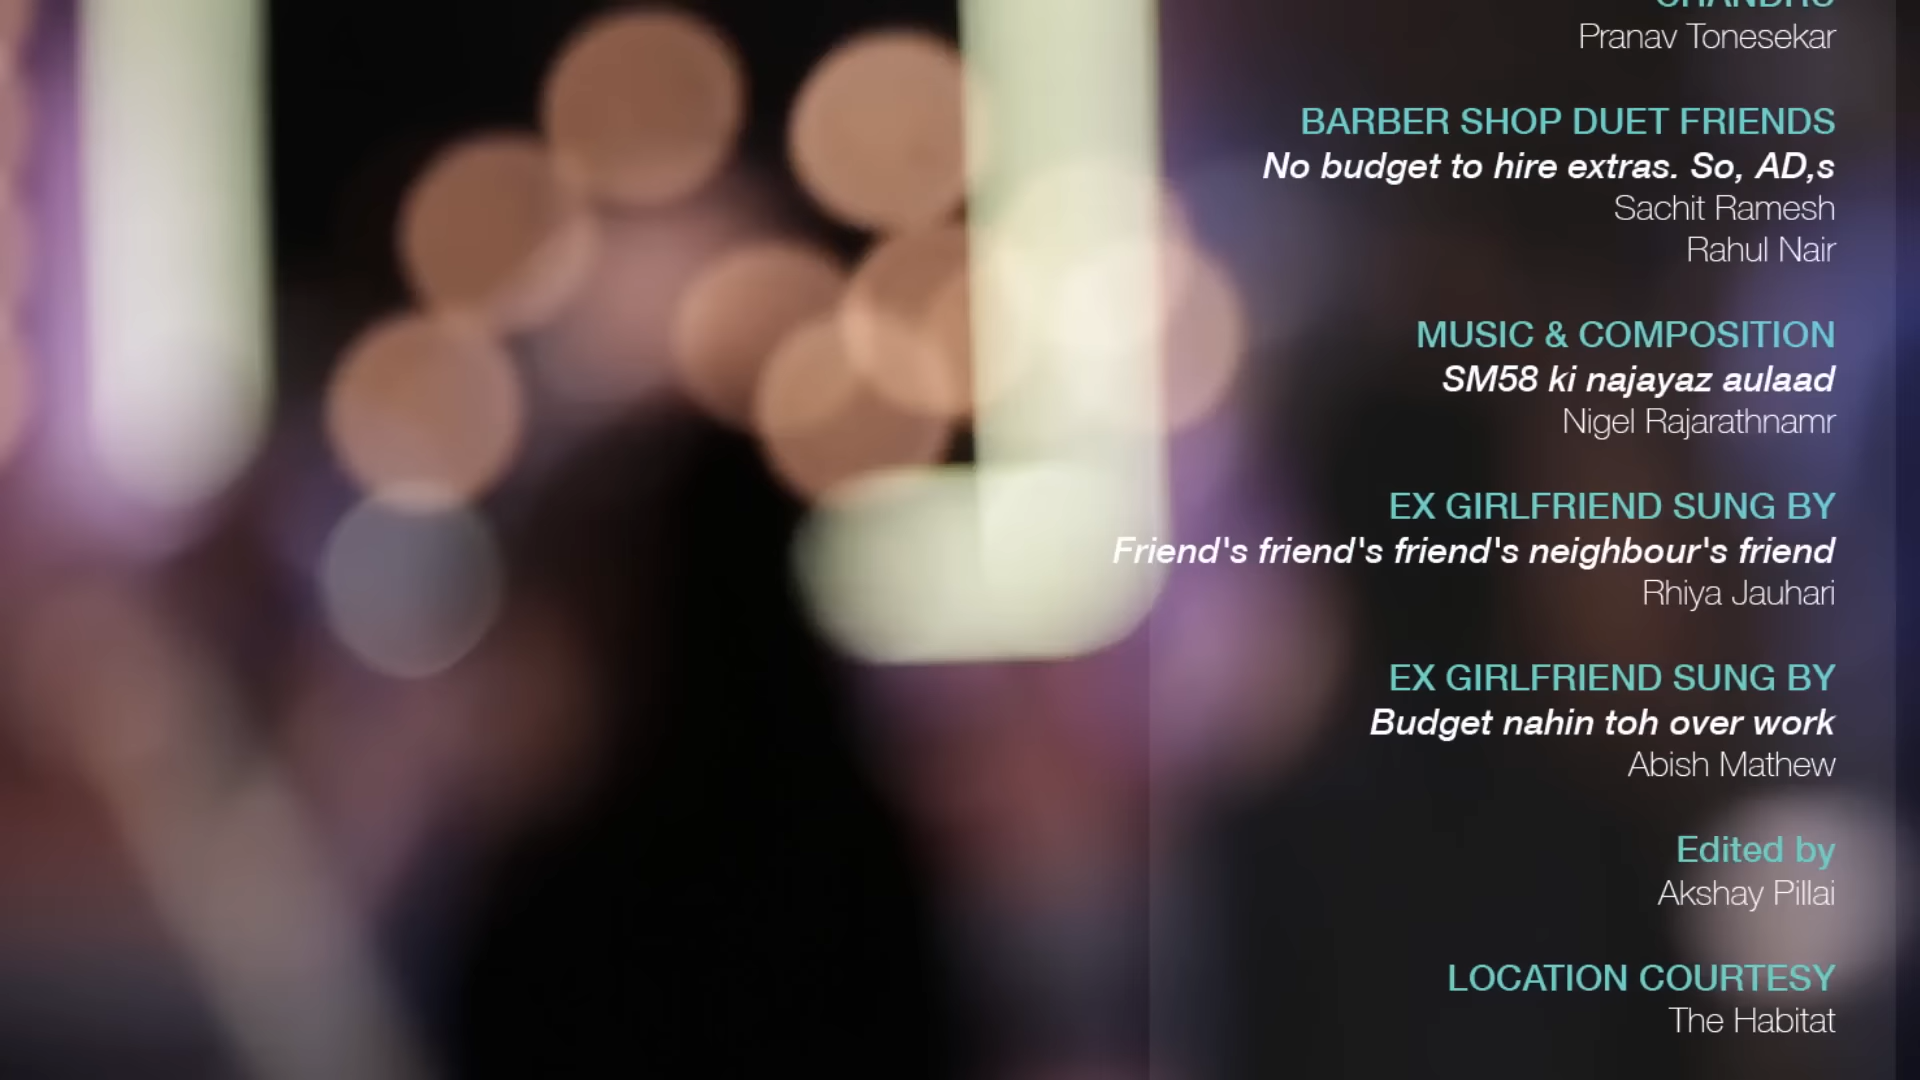 Pranav Tonesekar
BARBER SHOP DUET FRIENDS
No budget to hire extras. So, AD,s
Sachit Ramesh
Rahul Nair
MUSIC & COMPOSITION
SM58 ki najayaz aulaad
Nigel Rajarathnamr
EX GIRLFRIEND SUNG BY
Friend's friend's friend's neighbour's friend
Rhiya Jauhari
EX GIRLFRIEND SUNG BY
Budget nahin toh over work
Abish Mathew
Edited by
Akshay Pillai
LOCATION COURTESY
The Habitat